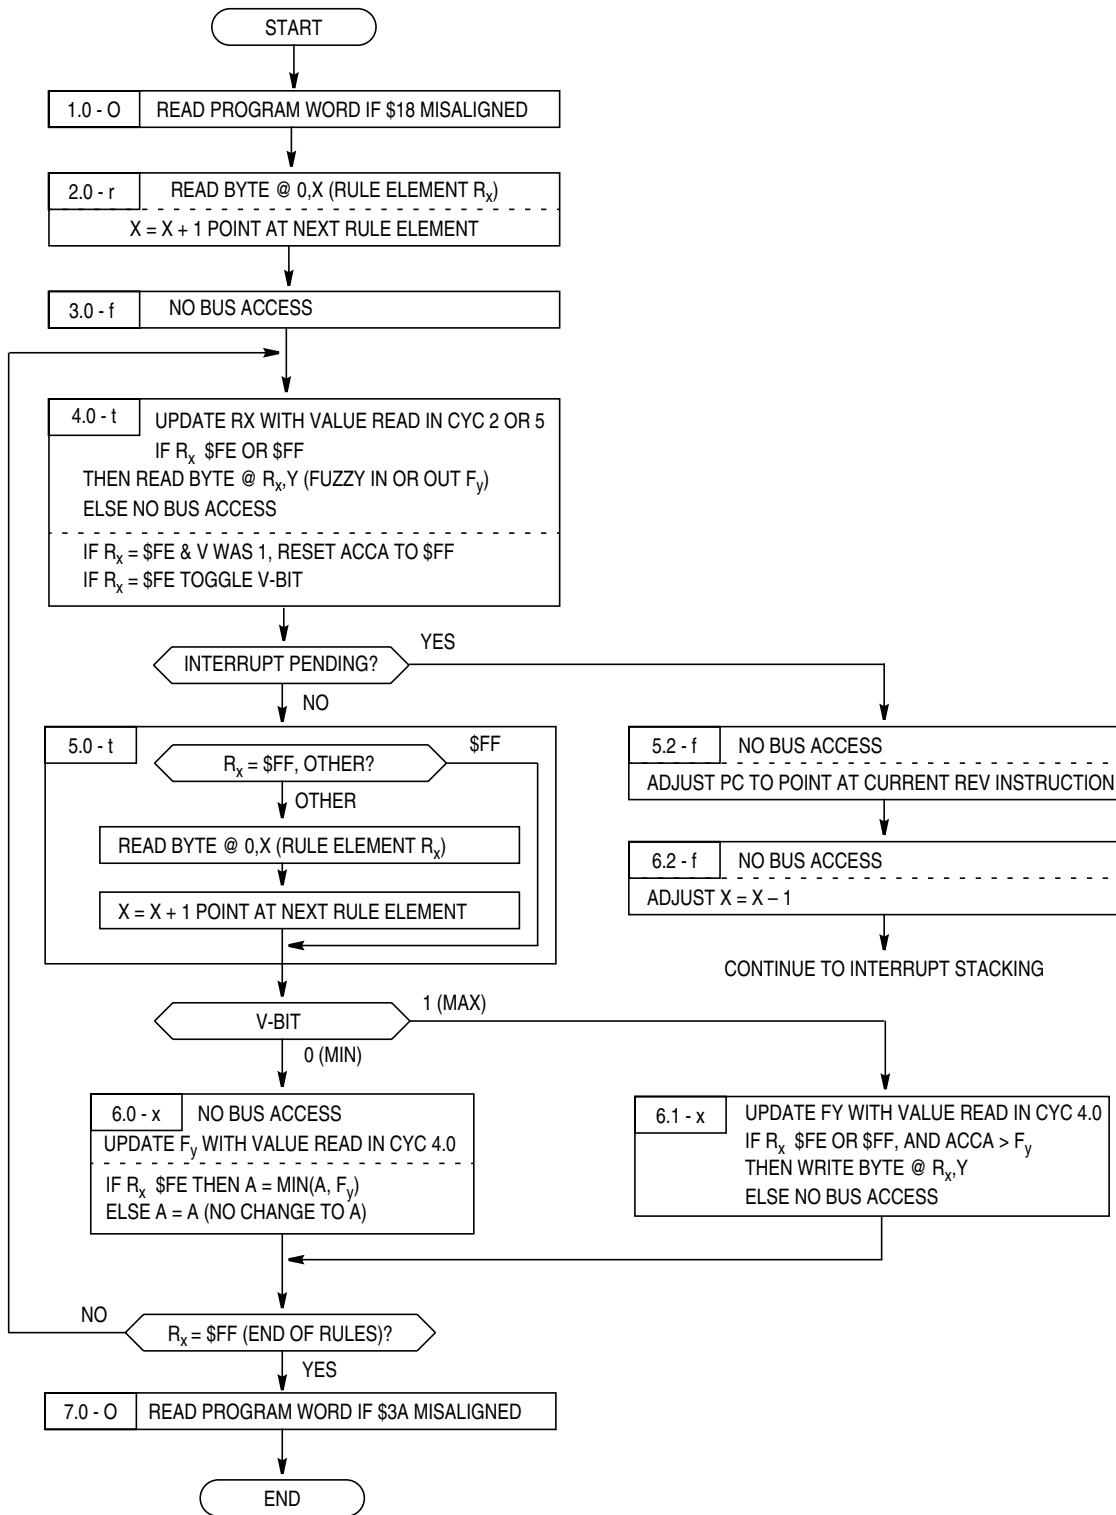 START
1.0 - O READ PROGRAM WORD IF $18 MISALIGNED
2.0 - r READ BYTE @ 0,X (RULE ELEMENT Rx)
X = X + 1 POINT AT NEXT RULE ELEMENT
3.0 - f NO BUS ACCESS
4.0 - t UPDATE RX WITH VALUE READ IN CYC 2 OR 5
IF Rx $FE OR $FF
THEN READ BYTE @ Rx,Y (FUZZY IN OR OUT Fy)
ELSE NO BUS ACCESS
IF Rx = $FE & V WAS 1, RESET ACCA TO $FF
IF Rx = $FE TOGGLE V-BIT
INTERRUPT PENDING?
YES
NO
5.0 - t
Rx = $FF, OTHER?
$FF
OTHER
READ BYTE @ 0,X (RULE ELEMENT Rx)
X = X + 1 POINT AT NEXT RULE ELEMENT
5.2 - f NO BUS ACCESS
ADJUST PC TO POINT AT CURRENT REV INSTRUCTION
6.2 - f NO BUS ACCESS
ADJUST X = X – 1
CONTINUE TO INTERRUPT STACKING
V-BIT
1 (MAX)
0 (MIN)
6.0 - x NO BUS ACCESS
UPDATE Fy WITH VALUE READ IN CYC 4.0
IF Rx $FE THEN A = MIN(A, Fy)
ELSE A = A (NO CHANGE TO A)
6.1 - x UPDATE FY WITH VALUE READ IN CYC 4.0
IF Rx $FE OR $FF, AND ACCA > Fy
THEN WRITE BYTE @ Rx,Y
ELSE NO BUS ACCESS
NO
Rx = $FF (END OF RULES)?
YES
7.0 - O READ PROGRAM WORD IF $3A MISALIGNED
END